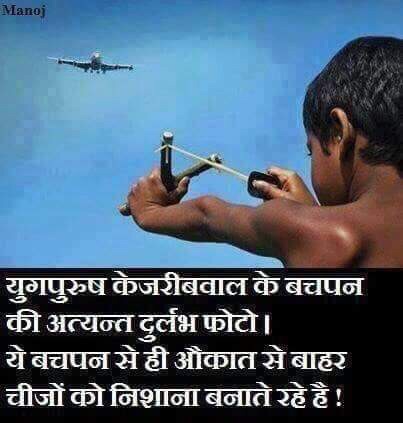 Manoj
युगपुरुष केजरीबवाल के बचपन
की अत्यन्त दुर्लभ फोटो।
ये बचपन से ही औकात से बाहर
चीजों को निशाना बनाते रहे है !